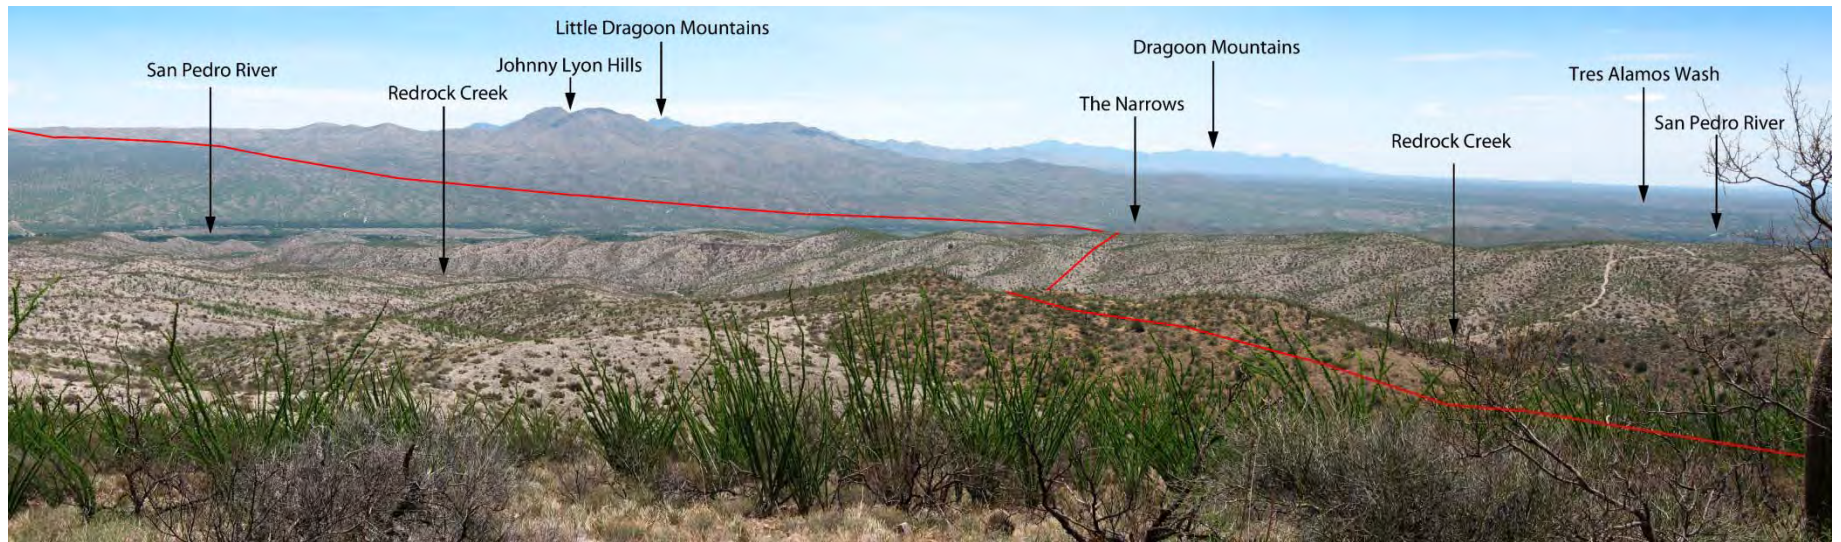 San Pedro River
Redrock Creek
Johnny Lyon Hills
Little Dragoon Mountains
The Narrows
Dragoon Mountains
Redrock Creek
Tres Alamos Wash
San Pedro River